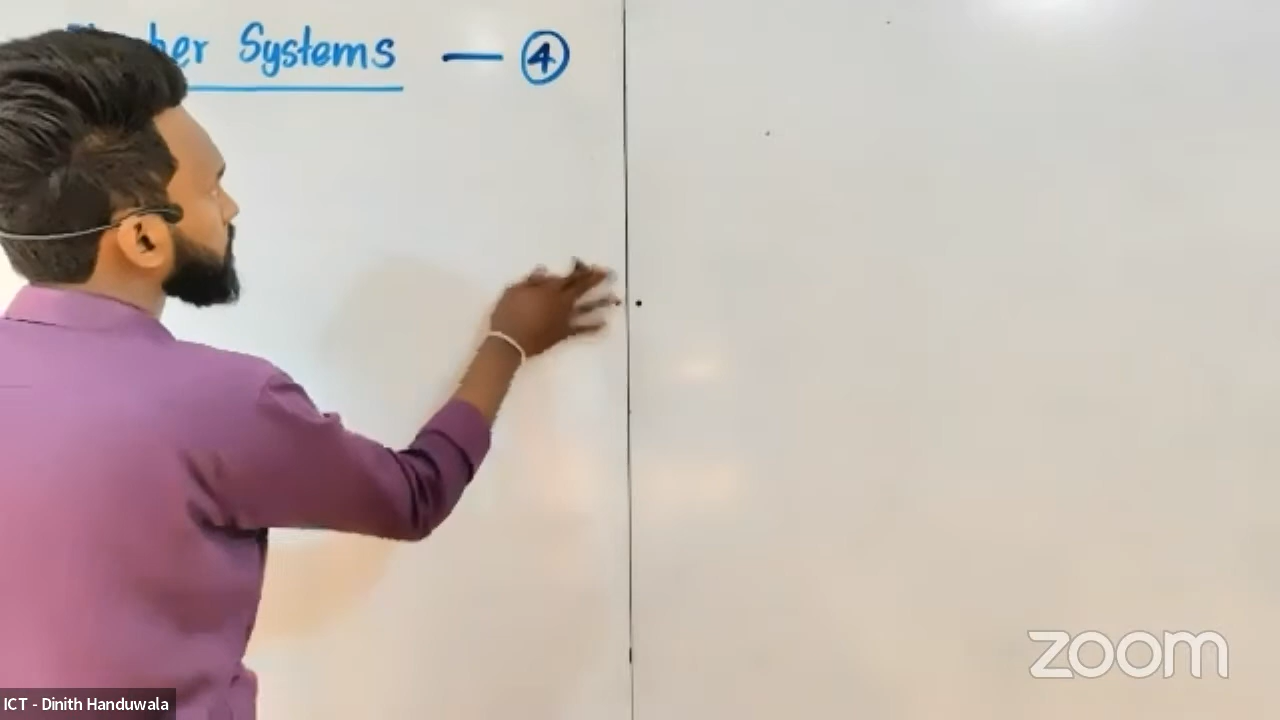 Systems — ④
zoom
ICT - Dinith Handuwala